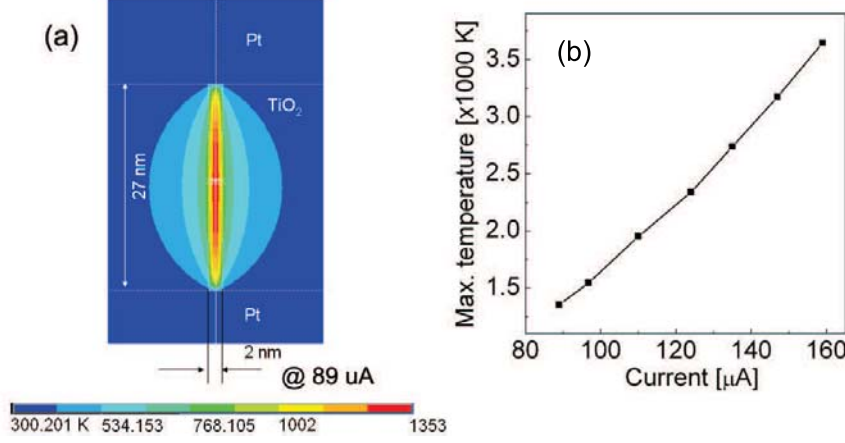 (a)
Pt
TiO₂
27 nm
Pt
2 nm
@ 89 uA
300.201 K 534.153 768.105 1002 1353
(b)
Max. temperature [x1000 K]
3.5
3.0
2.5
2.0
1.5
80 100 120 140 160
Current [μA]